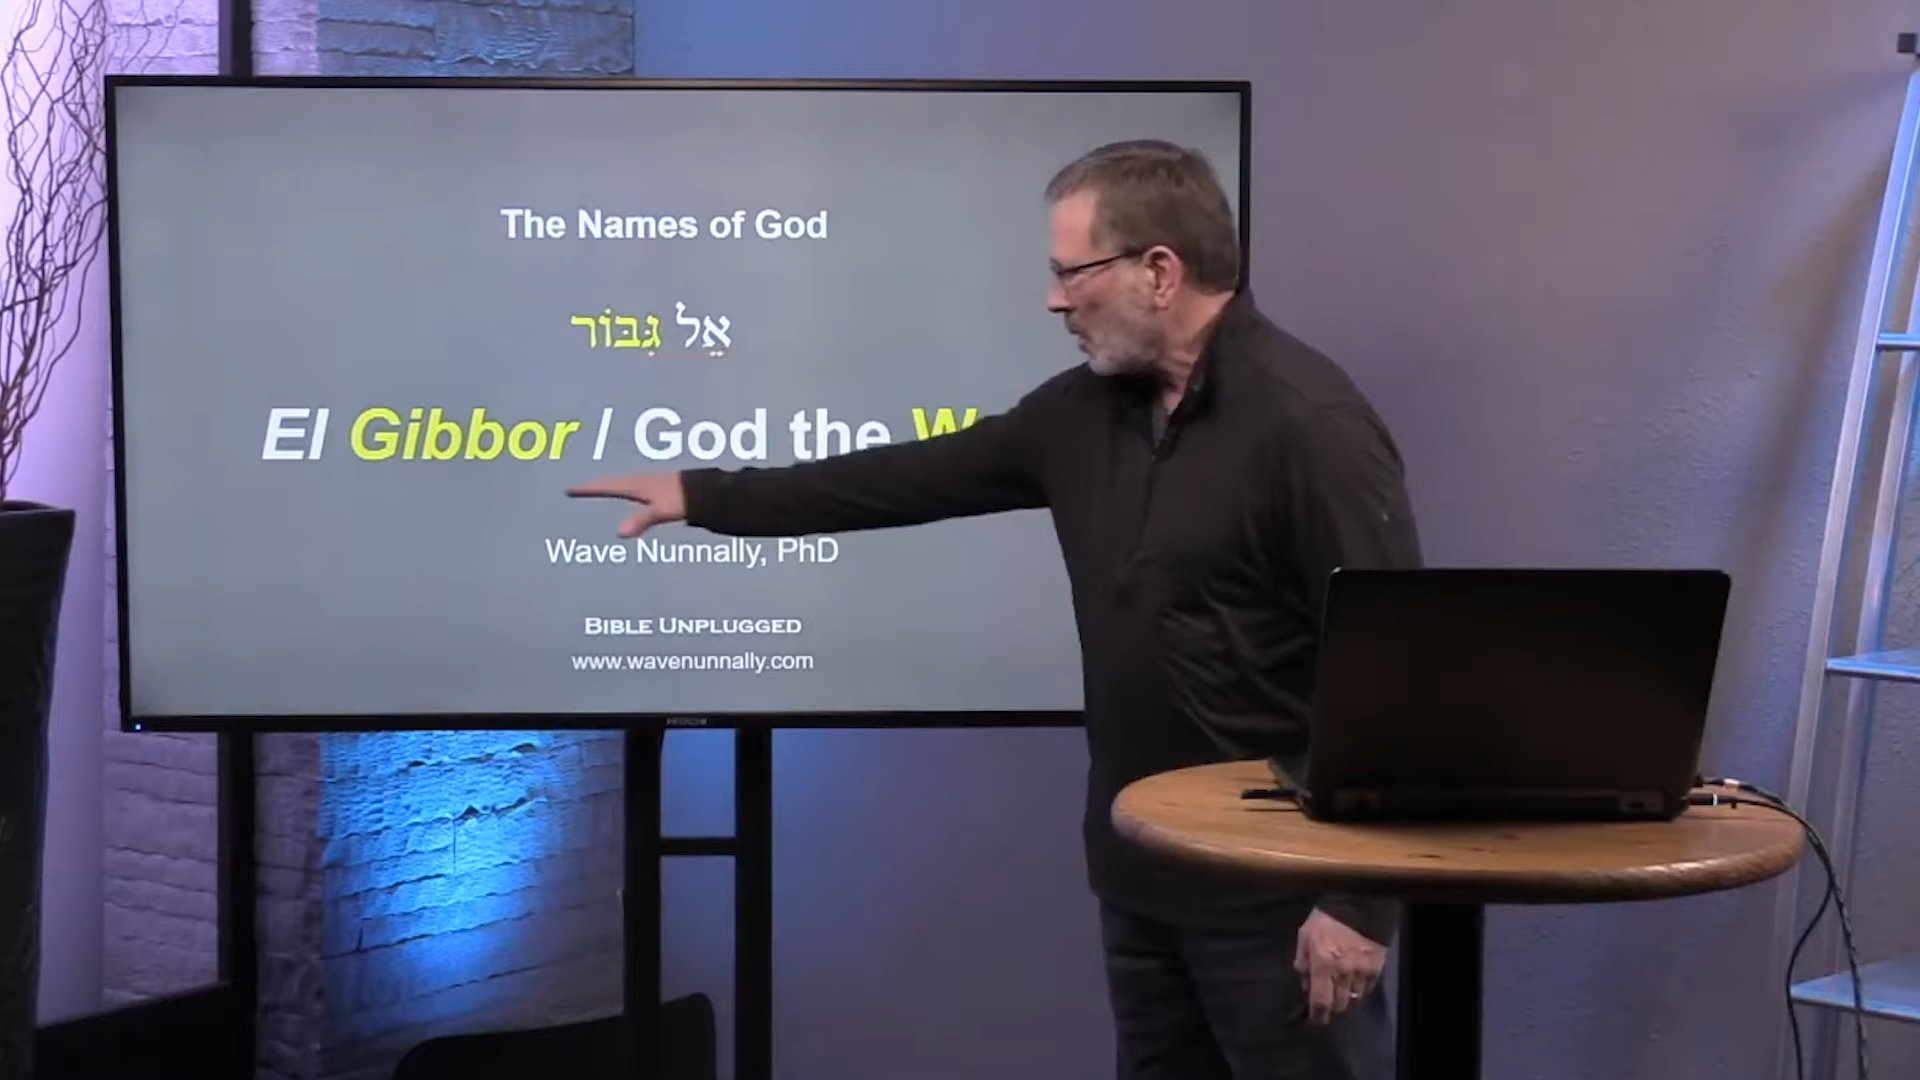 The Names of God
אֵל גִּבּוֹר
El Gibbor / God the
Wave Nunnally, PhD
BIBLE UNPLUGGED
www.wavenunnally.com